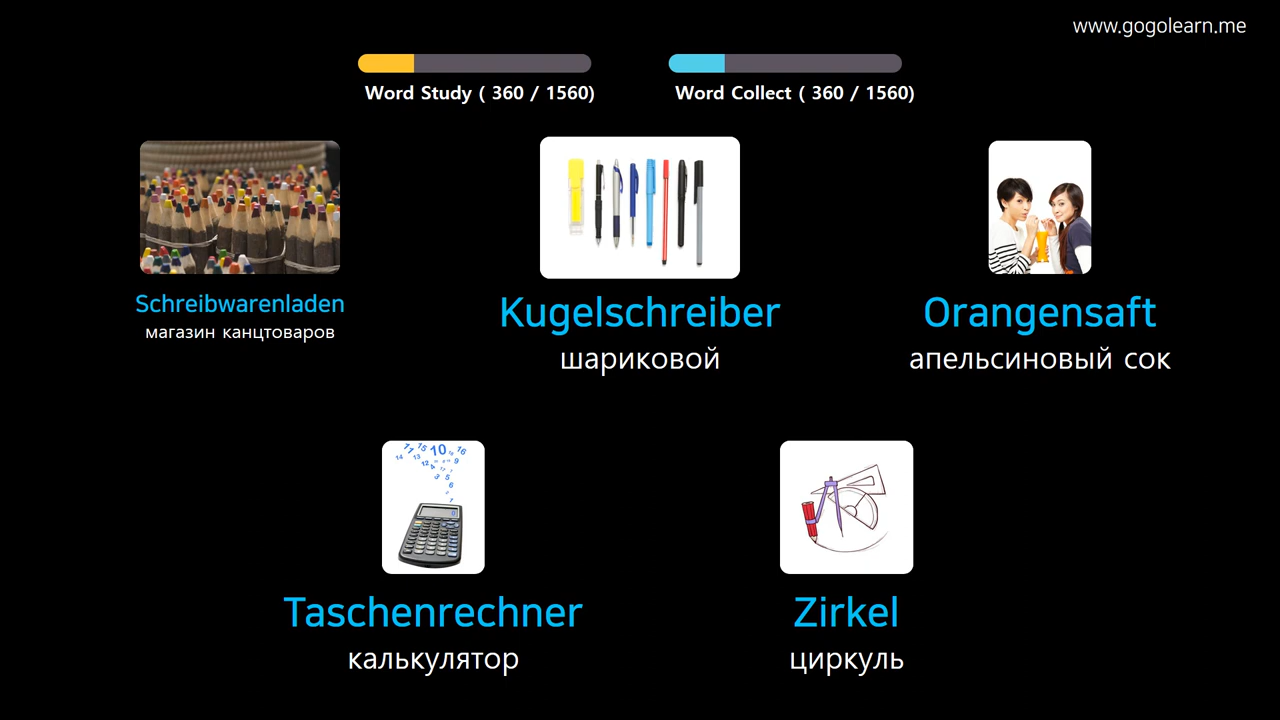 www.gogolearn.me
Word Study ( 360 / 1560)
Word Collect ( 360 / 1560)
Schreibwarenladen
магазин канцтоваров
Kugelschreiber
шариковой
Orangensaft
апельсиновый сок
Taschenrechner
калькулятор
Zirkel
циркуль